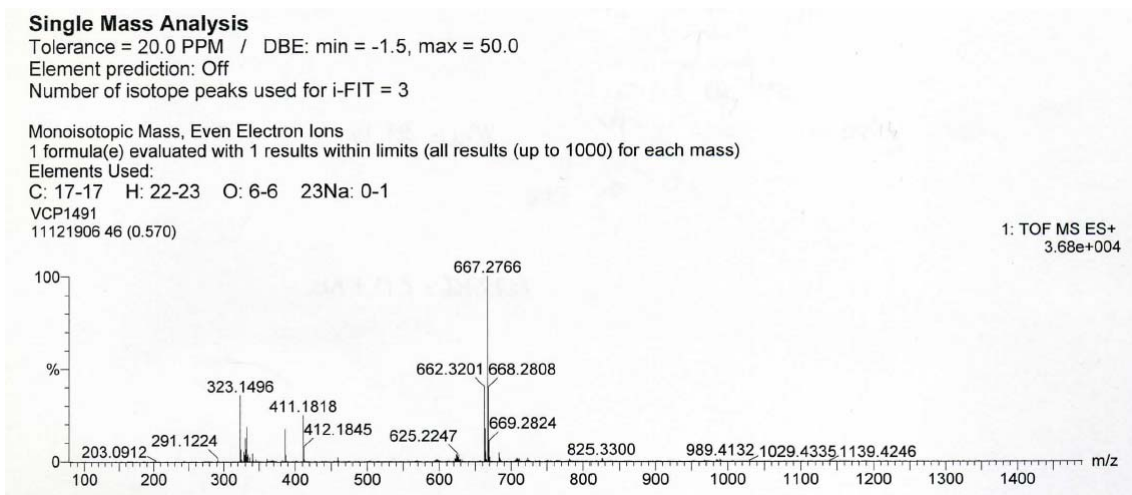 Single Mass Analysis
Tolerance = 20.0 PPM / DBE: min = -1.5, max = 50.0
Element prediction: Off
Number of isotope peaks used for i-FIT = 3
Monoisotopic Mass, Even Electron Ions
1 formula(e) evaluated with 1 results within limits (all results (up to 1000) for each mass)
Elements Used:
C: 17-17 H: 22-23 O: 6-6 23Na: 0-1
VCP1491
11121906 46 (0.570)
1: TOF MS ES+
3.68e+004
667.2766
100
%
662.3201 668.2808
323.1496
411.1818
412.1845
669.2824
625.2247
291.1224
203.0912
825.3300
989.4132 1029.4335 1139.4246
0
m/z
100 200 300 400 500 600 700 800 900 1000 1100 1200 1300 1400